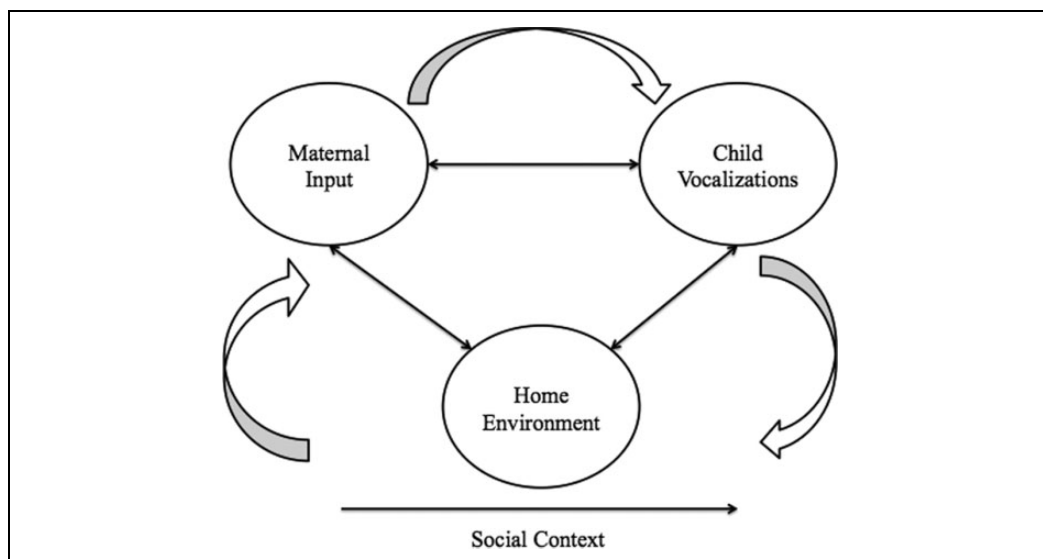 Maternal
Input
Child
Vocalizations
Home
Environment
Social Context